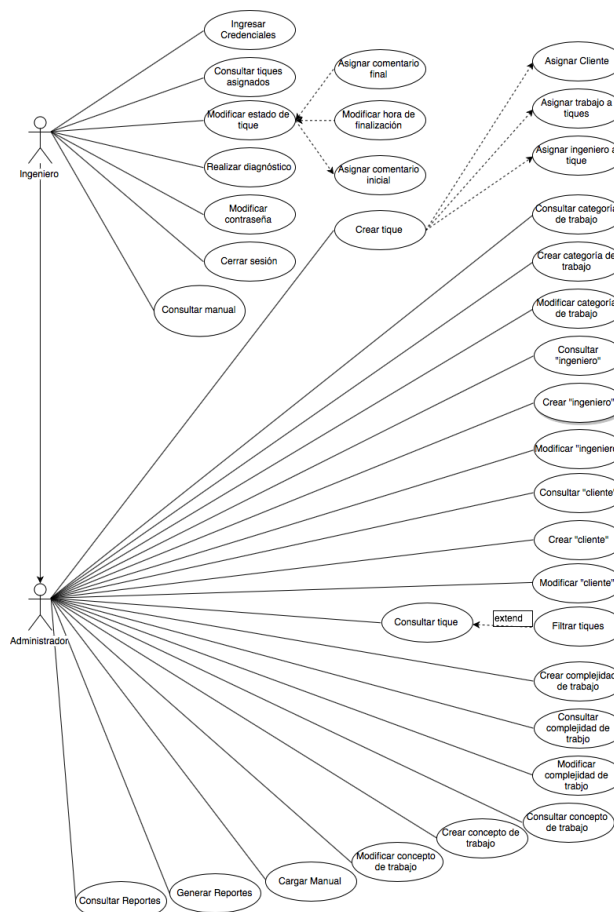 Ingresar
Credenciales
Consultar tiques
asignados
Modificar estado de
tique
Realizar diagnóstico
Modificar
contraseña
Cerrar sesión
Consultar manual
Ingeniero
Asignar comentario
final
Modificar hora de
finalización
Asignar comentario
inicial
Crear tique
Asignar Cliente
Asignar trabajo a
tiques
Asignar ingeniero a
tique
Consultar categoría
de trabajo
Crear categoría de
trabajo
Modificar categoría
de trabajo
Consultar
"ingeniero"
Crear "ingeniero"
Modificar "ingeniero"
Consultar "cliente"
Crear "cliente"
Modificar "cliente"
Administrador
Consultar tique
extend
Filtrar tiques
Crear complejidad
de trabajo
Consultar
complejidad de
trabjo
Modificar
complejidad de
trabjo
Consultar concepto
de trabajo
Crear concepto de
trabajo
Modificar concepto
de trabajo
Cargar Manual
Generar Reportes
Consultar Reportes